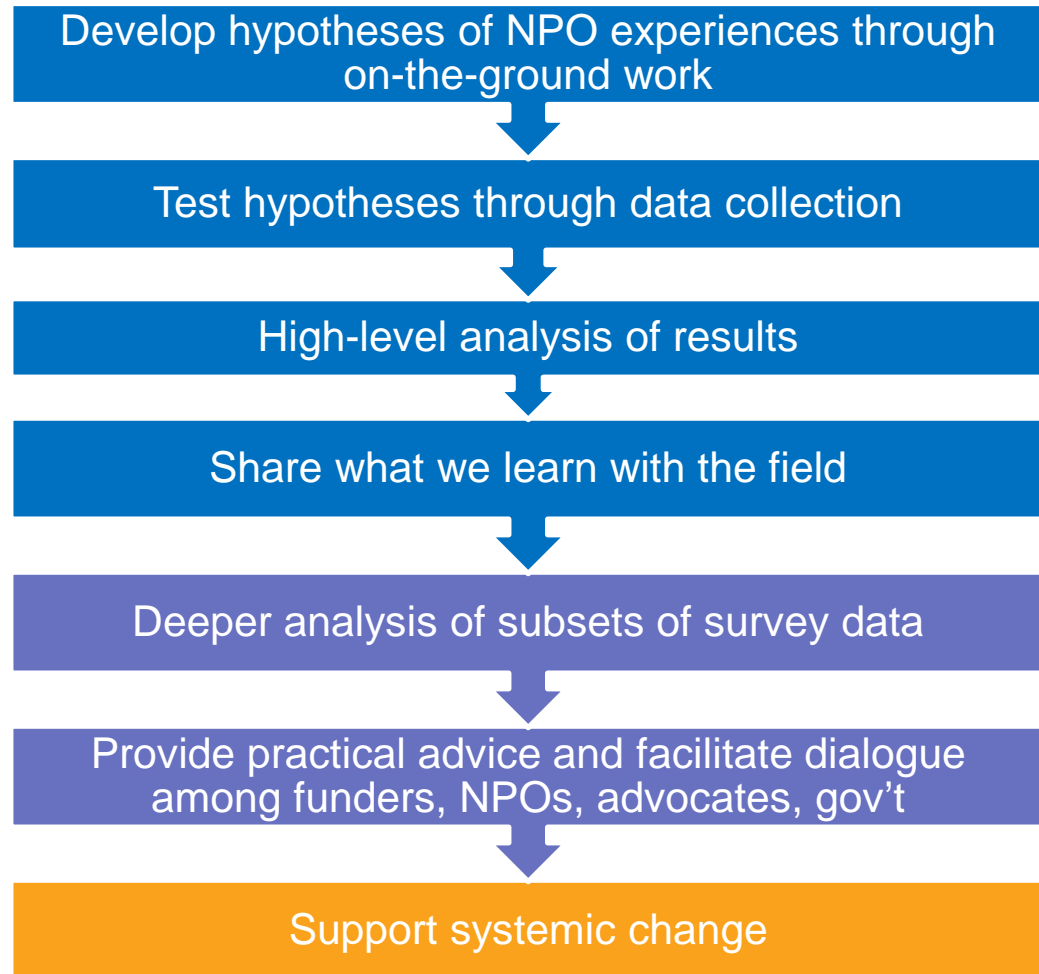 Develop hypotheses of NPO experiences through
on-the-ground work
Test hypotheses through data collection
High-level analysis of results
Share what we learn with the field
Deeper analysis of subsets of survey data
Provide practical advice and facilitate dialogue
among funders, NPOs, advocates, gov’t
Support systemic change